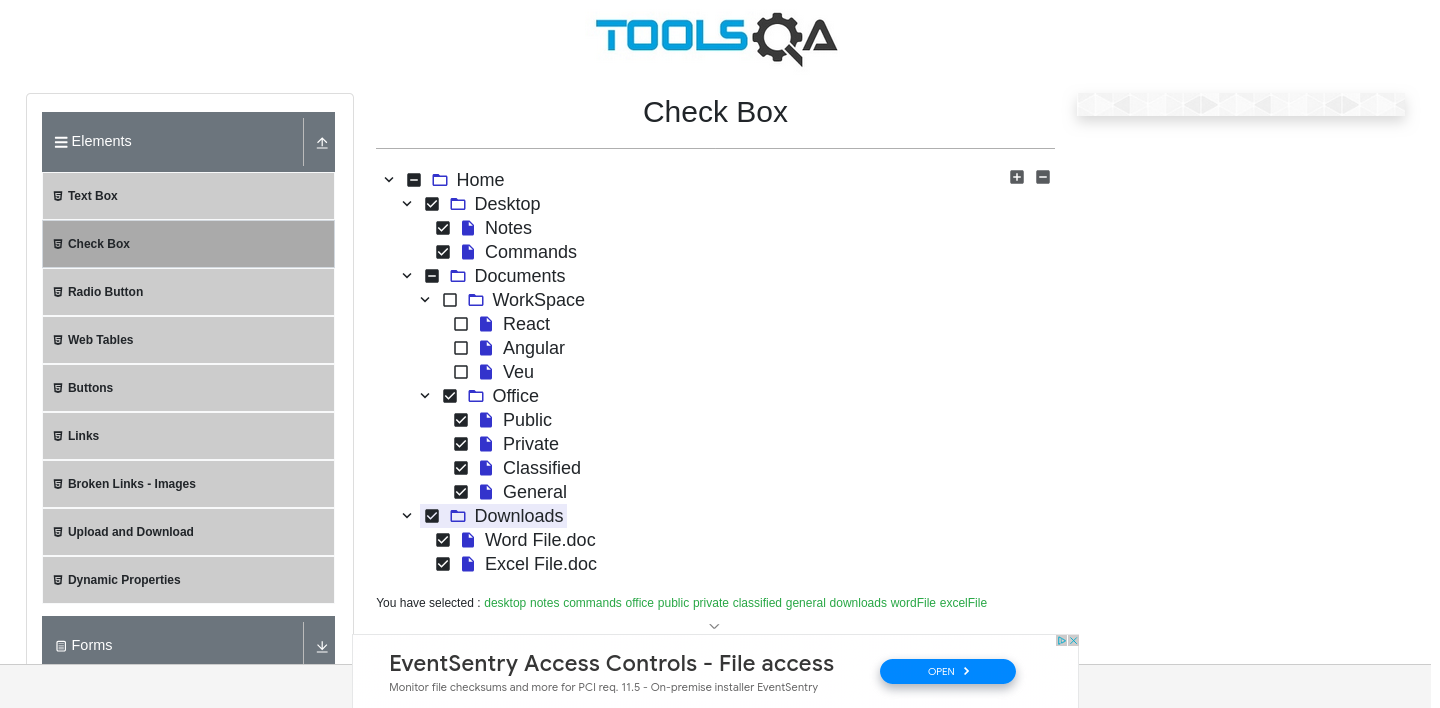 TOOLSQA
Check Box
Elements
Text Box
Check Box
Radio Button
Web Tables
Buttons
Links
Broken Links - Images
Upload and Download
Dynamic Properties
Forms
Home
Desktop
Notes
Commands
Documents
WorkSpace
React
Angular
Veu
Office
Public
Private
Classified
General
Downloads
Word File.doc
Excel File.doc
You have selected : desktop notes commands office public private classified general downloads wordFile excelFile
EventSentry Access Controls - File access
Monitor file checksums and more for PCI req. 11.5 - On-premise installer EventSentry
OPEN